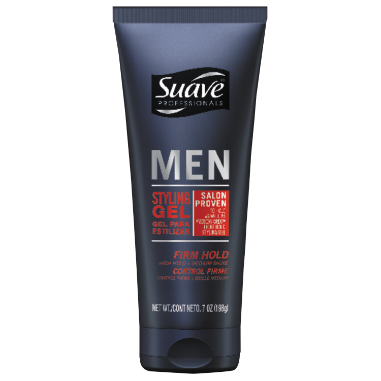 Suave
PROFESSIONALS
MEN
STYLING
GEL
GEL PARA
ESTILIZAR
SALON
PROVEN
FIRM HOLD
CONTROL FIRME
NET WT./CONT NETO. 7 OZ (198g)